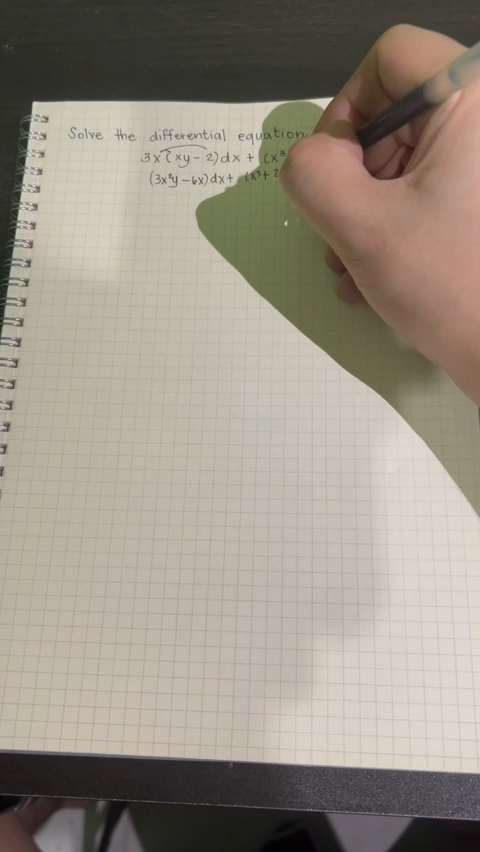 Solve the differential equation
3x(xy - 2)dx + (x³
(3x²y - 6x)dx + (x³ + 2